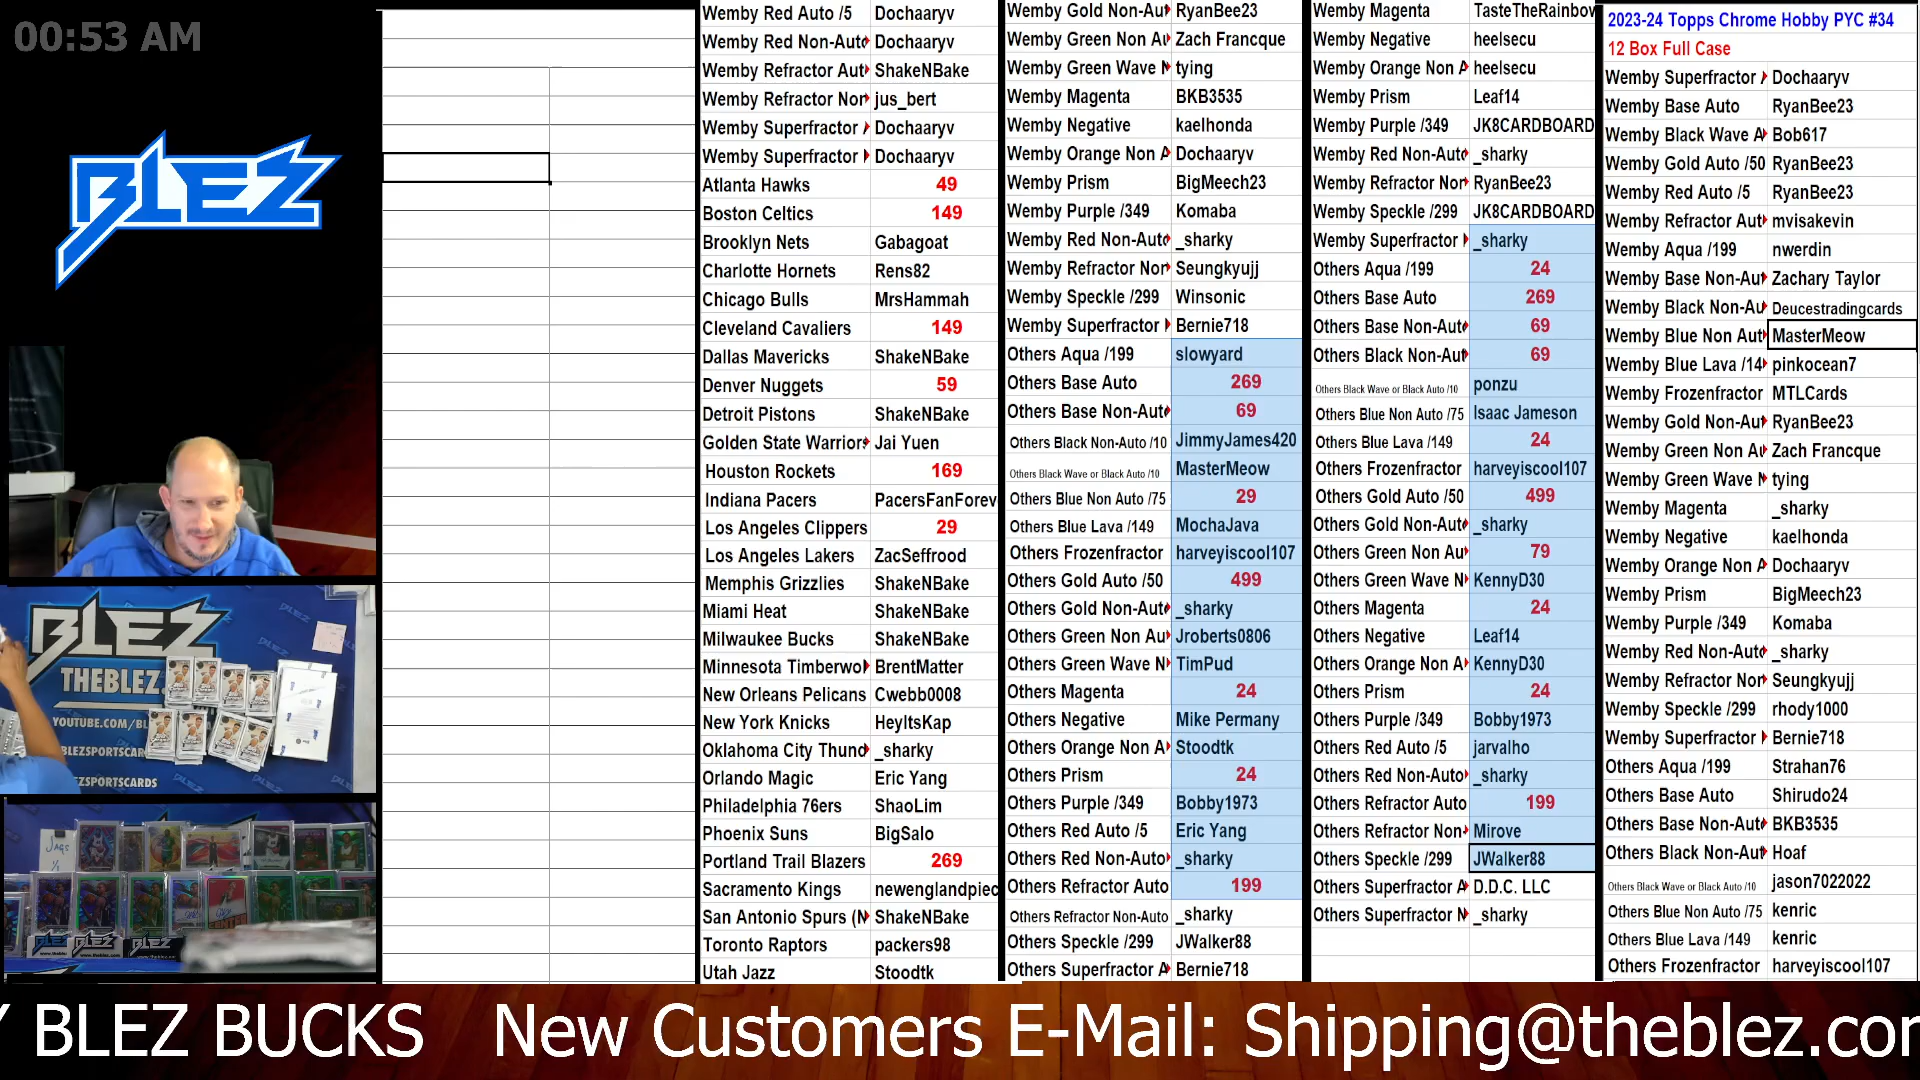 00:53 AM
BLEZ
BLEZ
THEBLEZ.
YOUTUBE.COM/BL
BLEZSPORTSCARDS
EZSPORTSCARDS
JAGS
Wemby Red Auto /5 Dochaaryv
Wemby Red Non-Auto Dochaaryv
Wemby Refractor Aut ShakeNBake
Wemby Refractor Nor jus_bert
Wemby Superfractor A Dochaaryv
Wemby Superfractor N Dochaaryv
Atlanta Hawks 49
Boston Celtics 149
Brooklyn Nets Gabagoat
Charlotte Hornets Rens82
Chicago Bulls MrsHammah
Cleveland Cavaliers 149
Dallas Mavericks ShakeNBake
Denver Nuggets 59
Detroit Pistons ShakeNBake
Golden State Warriors Jai Yuen
Houston Rockets 169
Indiana Pacers PacersFanForev
Los Angeles Clippers 29
Los Angeles Lakers ZacSeffrood
Memphis Grizzlies ShakeNBake
Miami Heat ShakeNBake
Milwaukee Bucks ShakeNBake
Minnesota Timberwol BrentMatter
New Orleans Pelicans Cwebb0008
New York Knicks HeyItsKap
Oklahoma City Thund _sharky
Orlando Magic Eric Yang
Philadelphia 76ers ShaoLim
Phoenix Suns BigSalo
Portland Trail Blazers 269
Sacramento Kings newenglandpiec
San Antonio Spurs (N ShakeNBake
Toronto Raptors packers98
Utah Jazz Stoodtk
Wemby Gold Non-Aut RyanBee23
Wemby Green Non Au Zach Francque
Wemby Green Wave N tying
Wemby Magenta BKB3535
Wemby Negative kaelhonda
Wemby Orange Non A Dochaaryv
Wemby Prism BigMeech23
Wemby Purple /349 Komaba
Wemby Red Non-Auto _sharky
Wemby Refractor Nor Seungkyujj
Wemby Speckle /299 Winsonic
Wemby Superfractor N Bernie718
Others Aqua /199 slowyard
Others Base Auto 269
Others Base Non-Aut 69
Others Black Non-Auto /10 JimmyJames420
Others Black Wave or Black Auto /10 MasterMeow
Others Blue Non Auto /75 29
Others Blue Lava /149 MochaJava
Others Frozenfractor harveyiscool107
Others Gold Auto /50 499
Others Gold Non-Aut _sharky
Others Green Non Au Jroberts0806
Others Green Wave N TimPud
Others Magenta 24
Others Negative Mike Permany
Others Orange Non A Stoodtk
Others Prism 24
Others Purple /349 Bobby1973
Others Red Auto /5 Eric Yang
Others Red Non-Auto _sharky
Others Refractor Auto 199
Others Refractor Non-Auto _sharky
Others Speckle /299 JWalker88
Others Superfractor A Bernie718
Wemby Magenta TasteTheRainbov
Wemby Negative heelsecu
Wemby Orange Non A heelsecu
Wemby Prism Leaf14
Wemby Purple /349 JK8CARDBOARD
Wemby Red Non-Auto _sharky
Wemby Refractor Nor RyanBee23
Wemby Speckle /299 JK8CARDBOARD
Wemby Superfractor N _sharky
Others Aqua /199 24
Others Base Auto 269
Others Base Non-Aut 69
Others Black Non-Aut 69
Others Black Wave or Black Auto /10 ponzu
Others Blue Non Auto /75 Isaac Jameson
Others Blue Lava /149 24
Others Frozenfractor harveyiscool107
Others Gold Auto /50 499
Others Gold Non-Aut _sharky
Others Green Non Au 79
Others Green Wave N KennyD30
Others Magenta 24
Others Negative Leaf14
Others Orange Non A KennyD30
Others Prism 24
Others Purple /349 Bobby1973
Others Red Auto /5 jarvalho
Others Red Non-Auto _sharky
Others Refractor Auto 199
Others Refractor Non- Mirove
Others Speckle /299 JWalker88
Others Superfractor A D.D.C. LLC
Others Superfractor N _sharky
2023-24 Topps Chrome Hobby PYC #34
12 Box Full Case
Wemby Superfractor A Dochaaryv
Wemby Base Auto RyanBee23
Wemby Black Wave A Bob617
Wemby Gold Auto /50 RyanBee23
Wemby Red Auto /5 RyanBee23
Wemby Refractor Aut mvisakevin
Wemby Aqua /199 nwerdin
Wemby Base Non-Aut Zachary Taylor
Wemby Black Non-Au Deucestradingcards
Wemby Blue Non Aut MasterMeow
Wemby Blue Lava /14 pinkocean7
Wemby Frozenfractor MTLCards
Wemby Gold Non-Aut RyanBee23
Wemby Green Non Au Zach Francque
Wemby Green Wave N tying
Wemby Magenta _sharky
Wemby Negative kaelhonda
Wemby Orange Non A Dochaaryv
Wemby Prism BigMeech23
Wemby Purple /349 Komaba
Wemby Red Non-Auto _sharky
Wemby Refractor Nor Seungkyujj
Wemby Speckle /299 rhody1000
Wemby Superfractor N Bernie718
Others Aqua /199 Strahan76
Others Base Auto Shirudo24
Others Base Non-Aut BKB3535
Others Black Non-Aut Hoaf
Others Black Wave or Black Auto /10 jason7022022
Others Blue Non Auto /75 kenric
Others Blue Lava /149 kenric
Others Frozenfractor harveyiscool107
Y BLEZ BUCKS New Customers E-Mail: Shipping@theblez.com